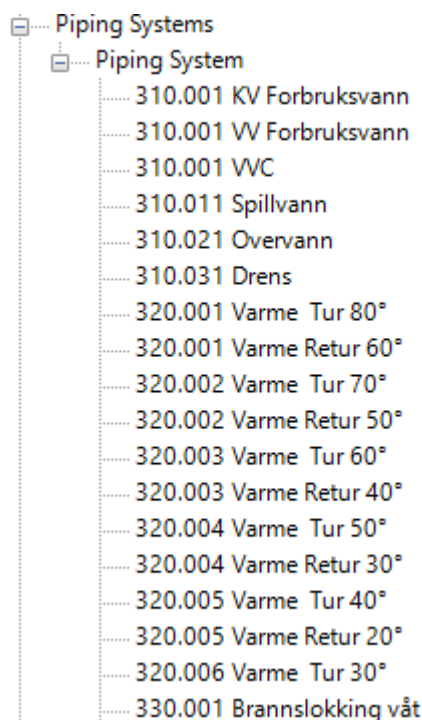 Piping Systems
Piping System
310.001 KV Forbruksvann
310.001 VV Forbruksvann
310.001 VVC
310.011 Spillvann
310.021 Overvann
310.031 Drens
320.001 Varme  Tur 80°
320.001 Varme Retur 60°
320.002 Varme  Tur 70°
320.002 Varme Retur 50°
320.003 Varme  Tur 60°
320.003 Varme Retur 40°
320.004 Varme  Tur 50°
320.004 Varme Retur 30°
320.005 Varme  Tur 40°
320.005 Varme Retur 20°
320.006 Varme  Tur 30°
330.001 Brannslokking våt